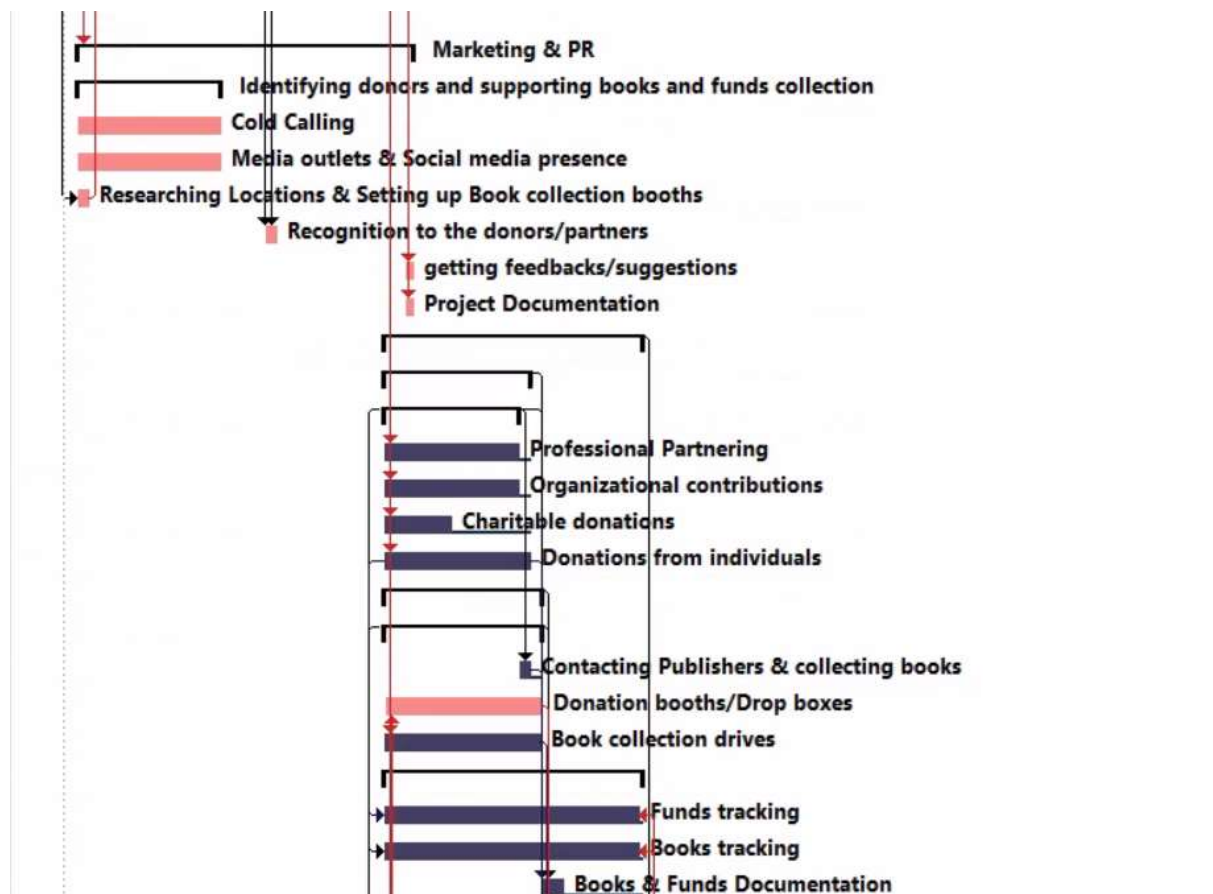 Marketing & PR
Identifying donors and supporting books and funds collection
Cold Calling
Media outlets & Social media presence
Researching Locations & Setting up Book collection booths
Recognition to the donors/partners
getting feedbacks/suggestions
Project Documentation
Professional Partnering
Organizational contributions
Charitable donations
Donations from individuals
Contacting Publishers & collecting books
Donation booths/Drop boxes
Book collection drives
Funds tracking
Books tracking
Books & Funds Documentation